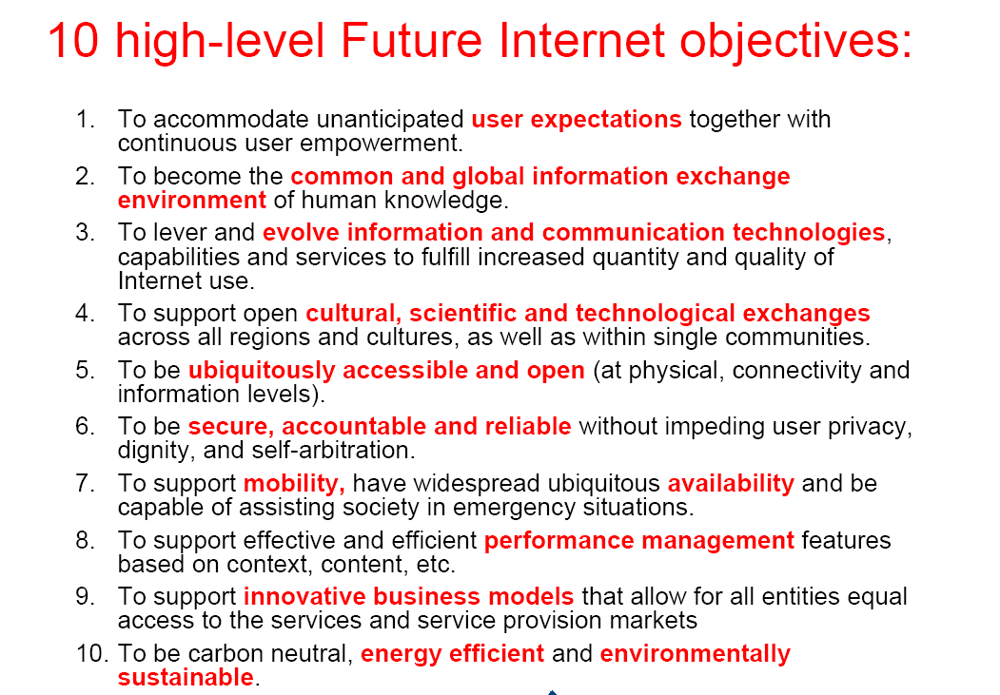 10 high-level Future Internet objectives:
1. To accommodate unanticipated user expectations together with
continuous user empowerment.
2. To become the common and global information exchange
environment of human knowledge.
3. To lever and evolve information and communication technologies,
capabilities and services to fulfill increased quantity and quality of
Internet use.
4. To support open cultural, scientific and technological exchanges
across all regions and cultures, as well as within single communities.
5. To be ubiquitously accessible and open (at physical, connectivity and
information levels).
6. To be secure, accountable and reliable without impeding user privacy,
dignity, and self-arbitration.
7. To support mobility, have widespread ubiquitous availability and be
capable of assisting society in emergency situations.
8. To support effective and efficient performance management features
based on context, content, etc.
9. To support innovative business models that allow for all entities equal
access to the services and service provision markets
10. To be carbon neutral, energy efficient and environmentally
sustainable.